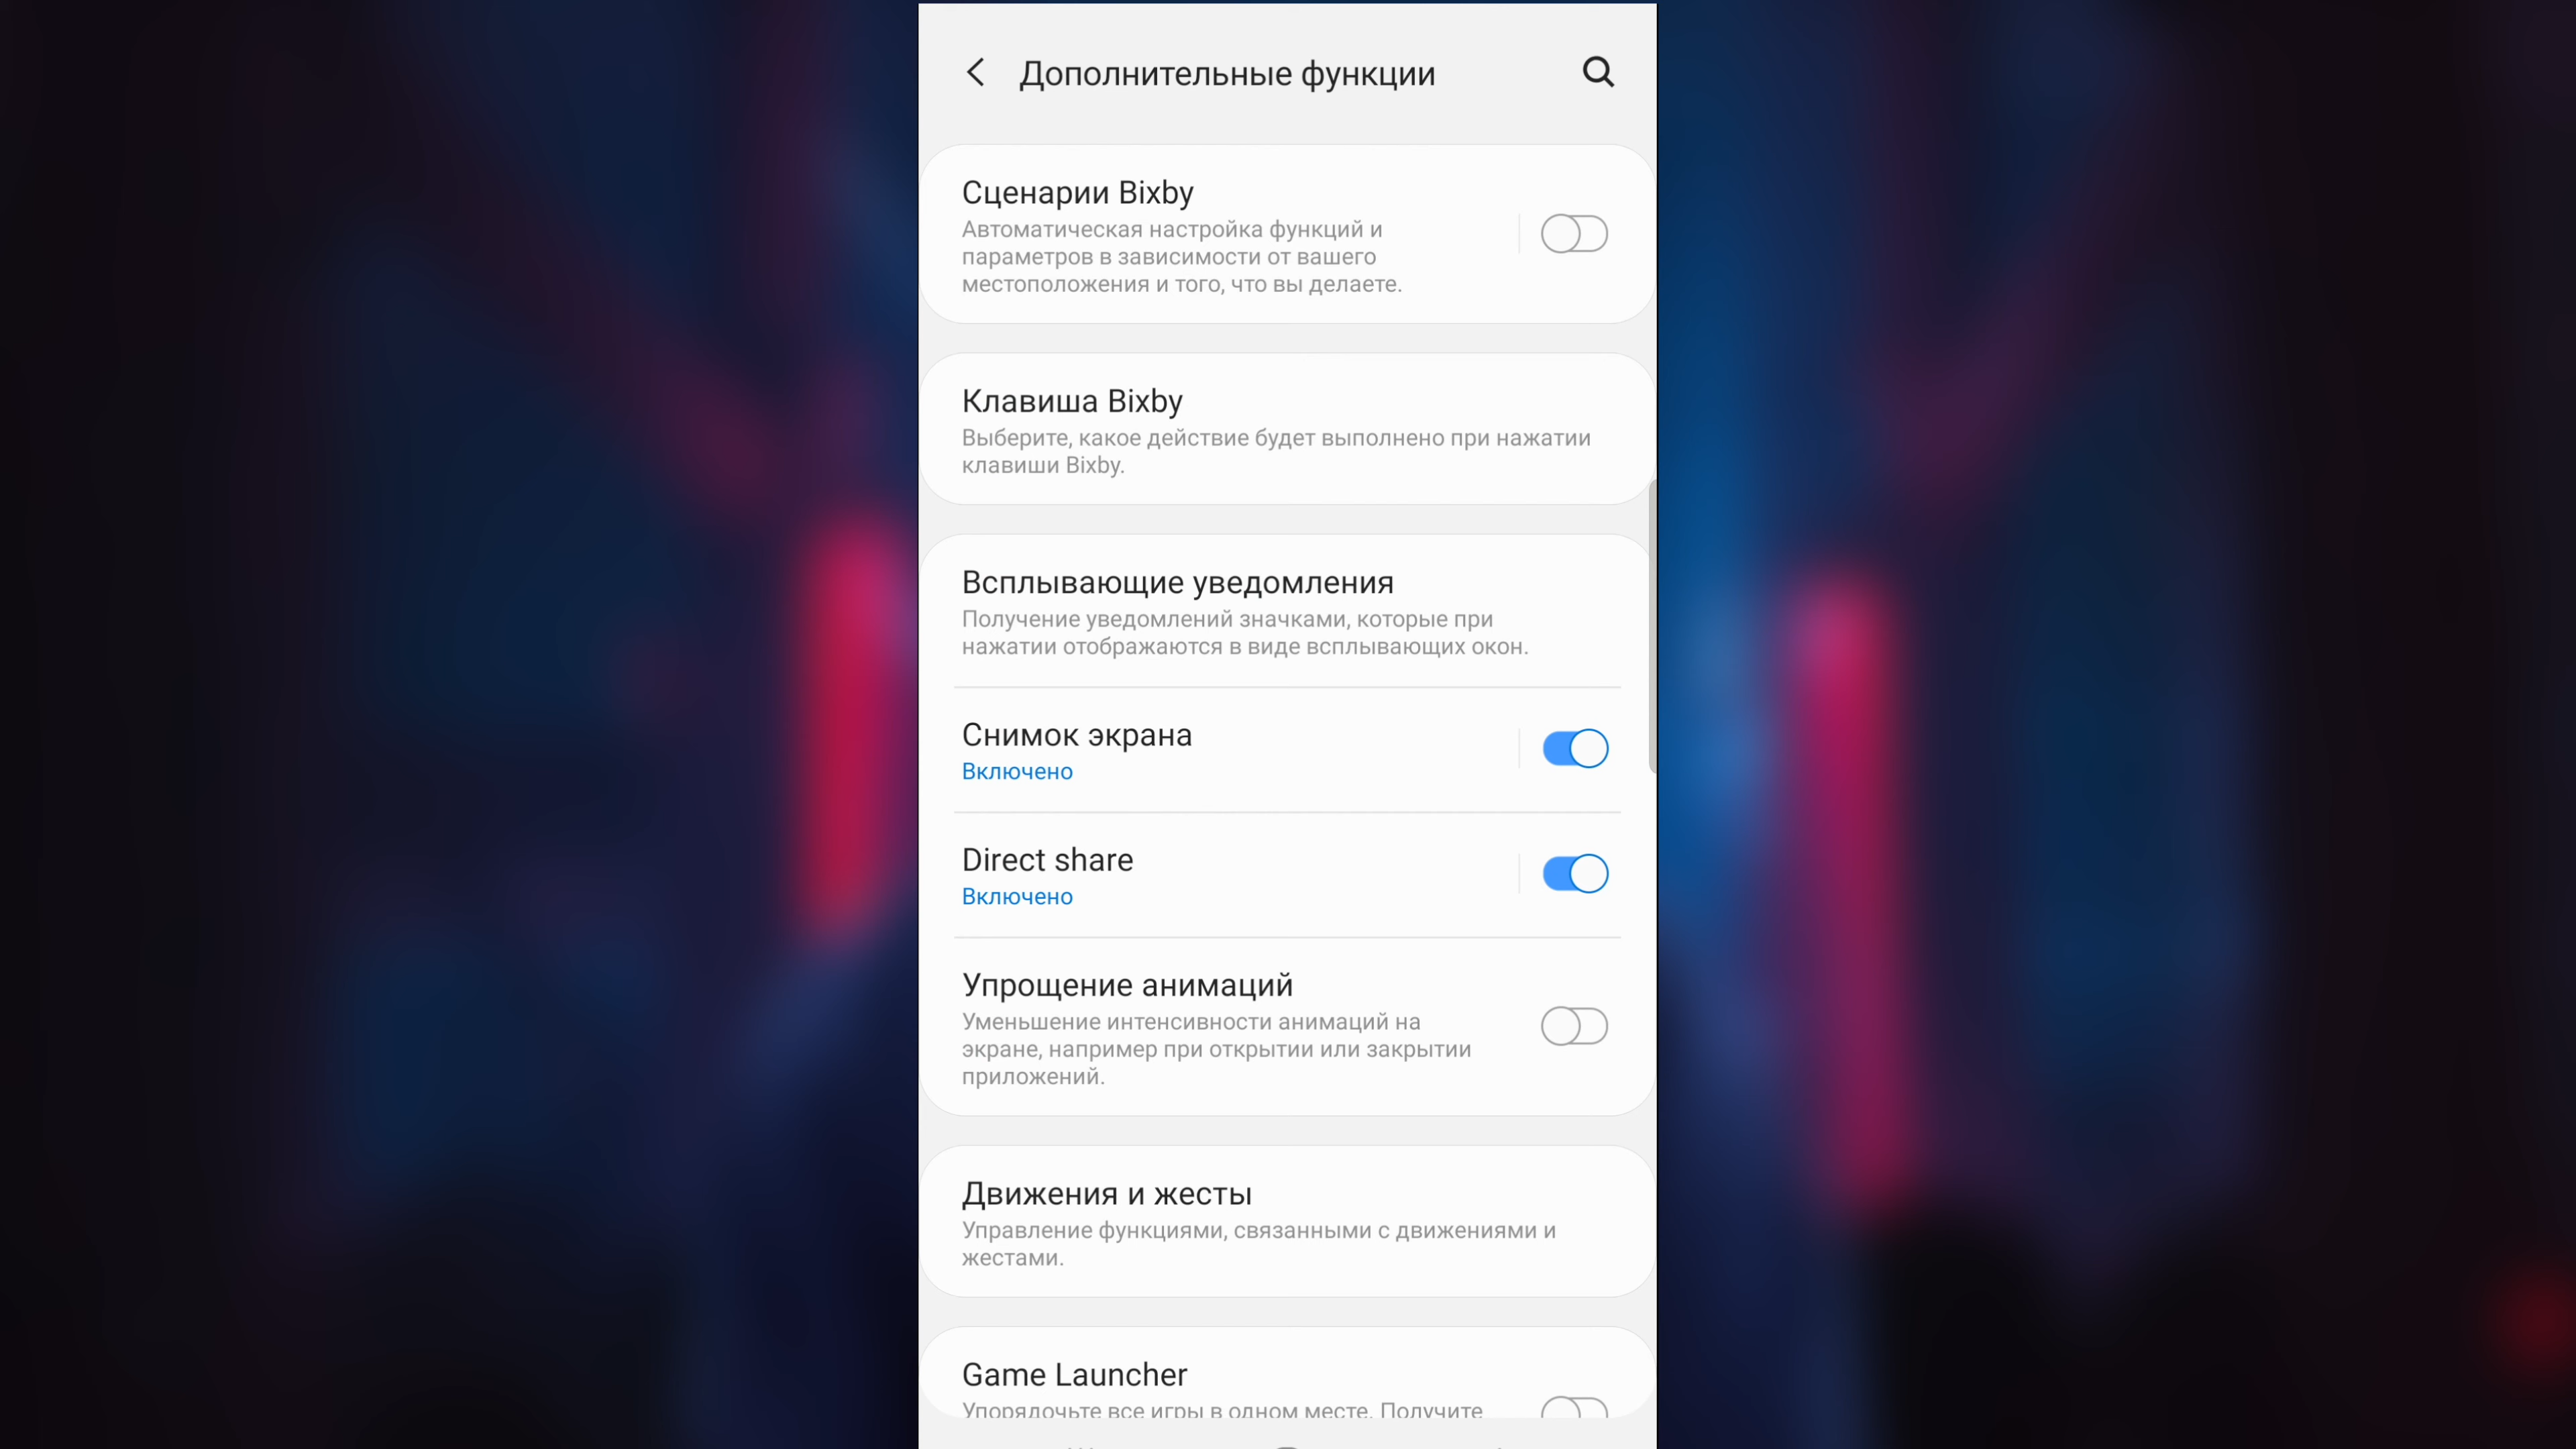 Дополнительные функции
Сценарии Bixby
Автоматическая настройка функций и
параметров в зависимости от вашего
местоположения и того, что вы делаете.
Клавиша Bixby
Выберите, какое действие будет выполнено при нажатии
клавиши Bixby.
Всплывающие уведомления
Получение уведомлений значками, которые при
нажатии отображаются в виде всплывающих окон.
Снимок экрана
Включено
Direct share
Включено
Упрощение анимаций
Уменьшение интенсивности анимаций на
экране, например при открытии или закрытии
приложений.
Движения и жесты
Управление функциями, связанными с движениями и
жестами.
Game Launcher
Упорядочьте все игры в одном месте. Получите